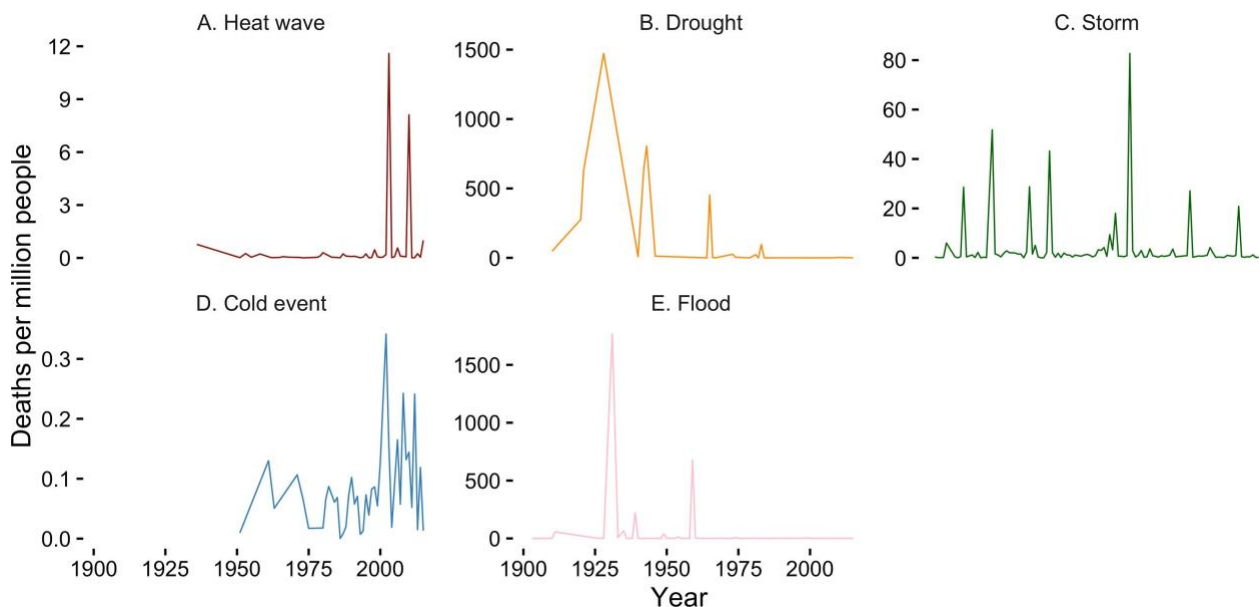 A. Heat wave
B. Drought
C. Storm
12
9
6
3
0
1500
1000
500
0
80
60
40
20
0
Deaths per million people
D. Cold event
E. Flood
0.3
0.2
0.1
0.0
1500
1000
500
0
1900 1925 1950 1975 2000
1900 1925 1950 1975 2000
Year